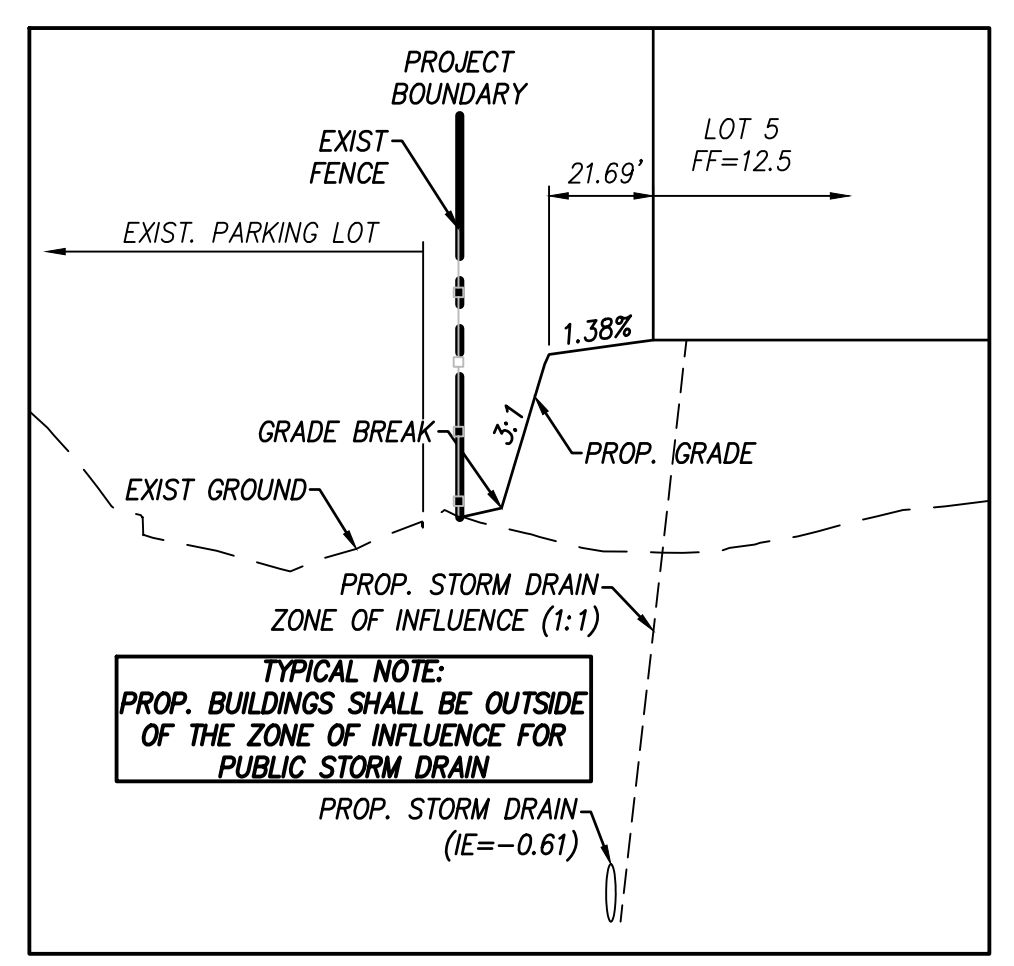 PROJECT
BOUNDARY
EXIST
FENCE
LOT 5
FF=12.5
21.69'
EXIST. PARKING LOT
1.38%
3:1
GRADE BREAK
PROP. GRADE
EXIST GROUND
PROP. STORM DRAIN
ZONE OF INFLUENCE (1:1)
TYPICAL NOTE:
PROP. BUILDINGS SHALL BE OUTSIDE
OF THE ZONE OF INFLUENCE FOR
PUBLIC STORM DRAIN
PROP. STORM DRAIN
(IE=-0.61)